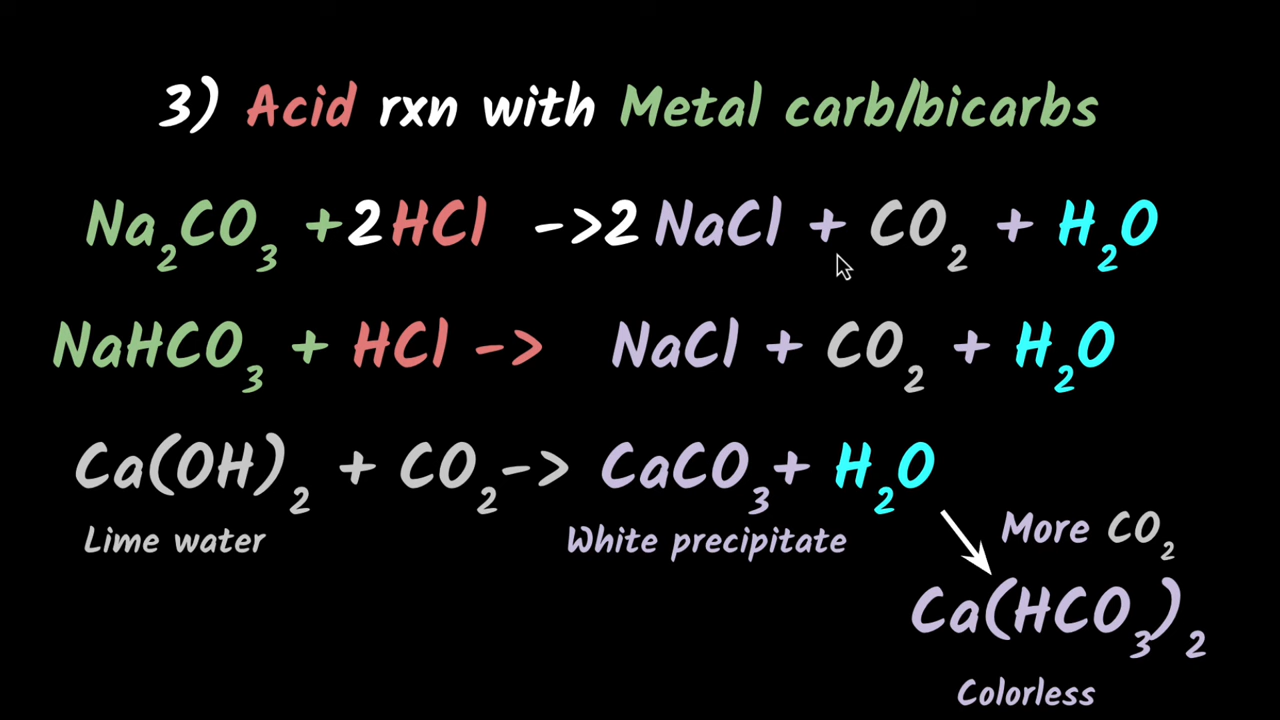 3) Acid rxn with Metal carb/bicarbs
Na₂CO₃ +2HCl ->2 NaCl + CO₂ + H₂O
NaHCO₃ + HCl -> NaCl + CO₂ + H₂O
Ca(OH)₂ + CO₂-> CaCO₃+ H₂O
Lime water
White precipitate
More CO₂
Ca(HCO₃)₂
Colorless